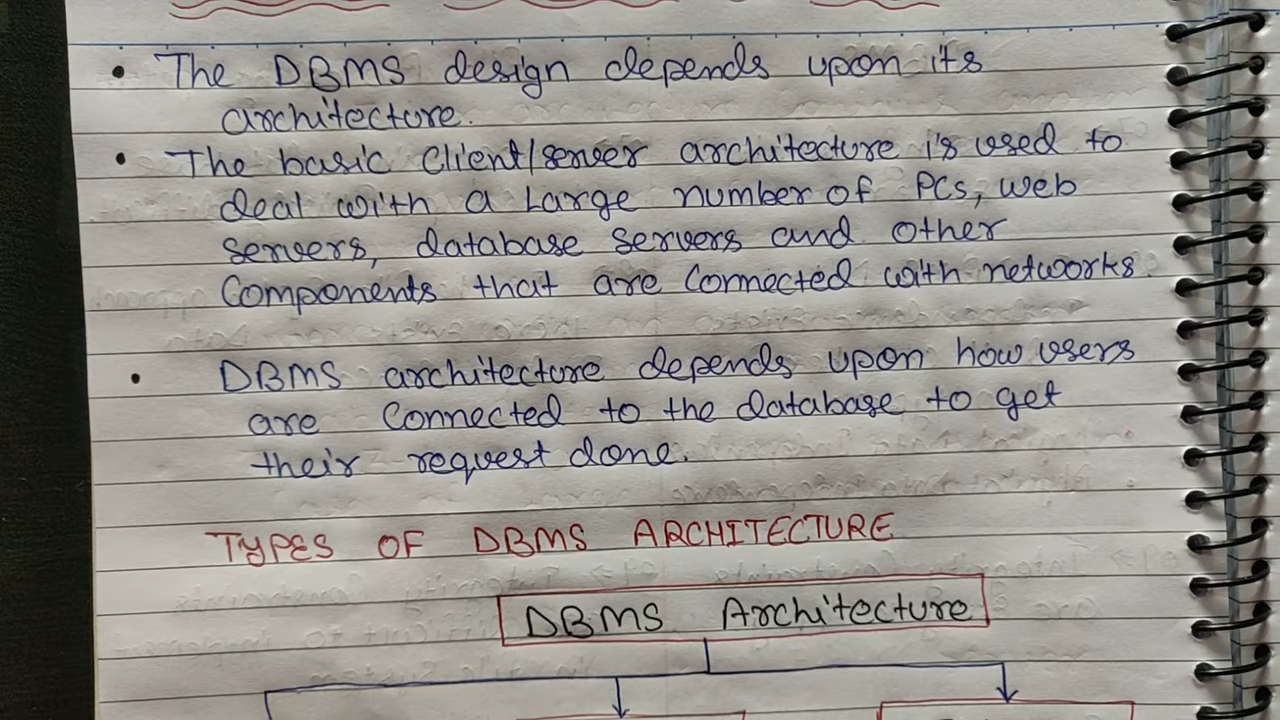 • The DBMS design depends upon its
architecture.
• The basic Client/server architecture is used to
deal with a Large number of PCs, web
servers, database servers and other
Components that are Connected with networks.
• DBMS architecture depends upon how users
are Connected to the database to get
their request done.
TYPES OF DBMS ARCHITECTURE
DBMS Architecture